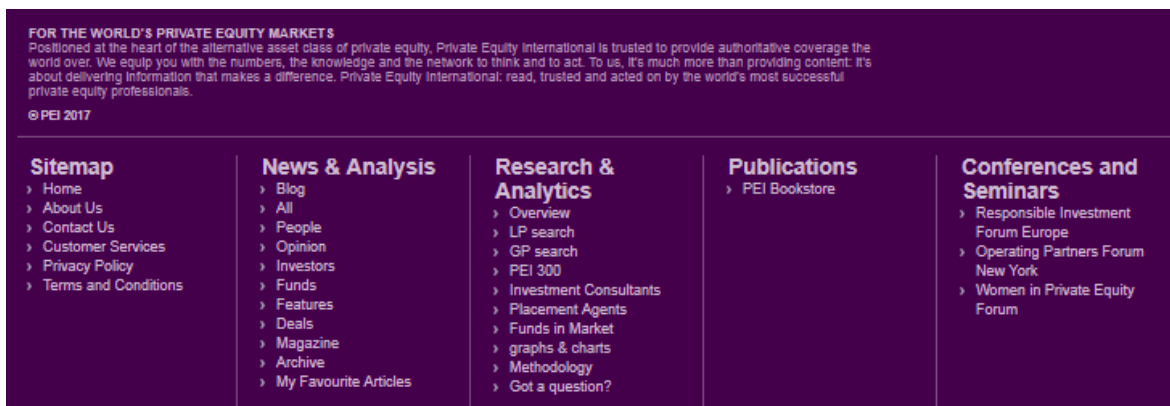 FOR THE WORLD'S PRIVATE EQUITY MARKETS
Positioned at the heart of the alternative asset class of private equity, Private Equity International is trusted to provide authoritative coverage the
world over. We equip you with the numbers, the knowledge and the network to think and to act. To us, it's much more than providing content: it's
about delivering information that makes a difference. Private Equity International: read, trusted and acted on by the world's most successful
private equity professionals.
© PEI 2017
Sitemap
› Home
› About Us
› Contact Us
› Customer Services
› Privacy Policy
› Terms and Conditions
News & Analysis
› Blog
› All
› People
› Opinion
› Investors
› Funds
› Features
› Deals
› Magazine
› Archive
› My Favourite Articles
Research &
Analytics
› Overview
› LP search
› GP search
› PEI 300
› Investment Consultants
› Placement Agents
› Funds in Market
› graphs & charts
› Methodology
› Got a question?
Publications
› PEI Bookstore
Conferences and
Seminars
› Responsible Investment
Forum Europe
› Operating Partners Forum
New York
› Women in Private Equity
Forum